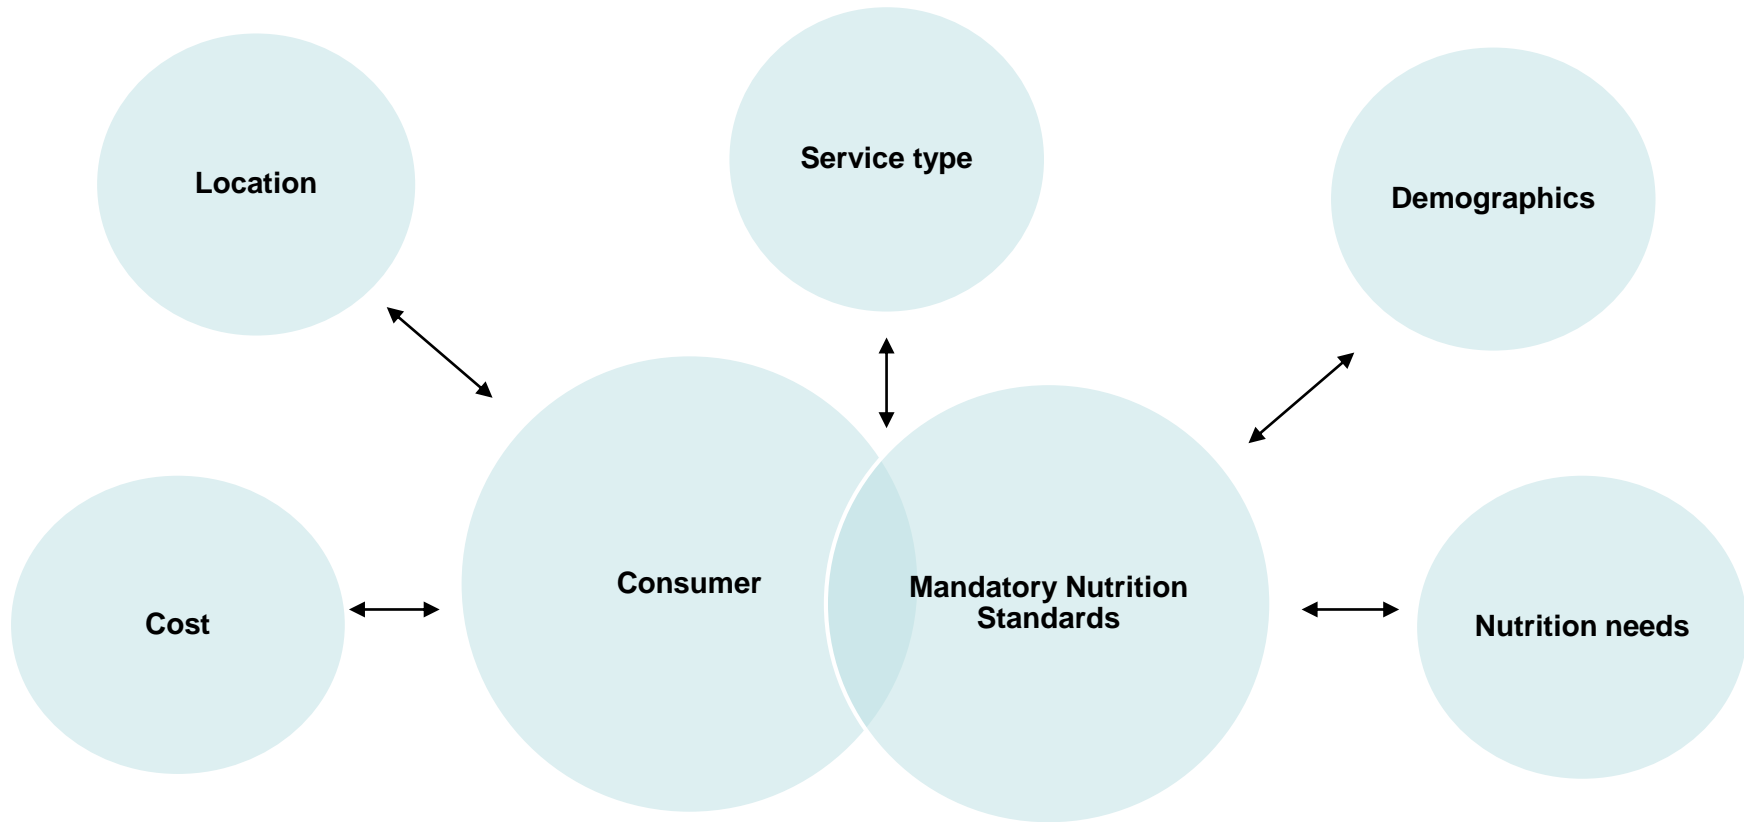 Location
Service type
Demographics
Consumer
Mandatory Nutrition
Standards
Cost
Nutrition needs